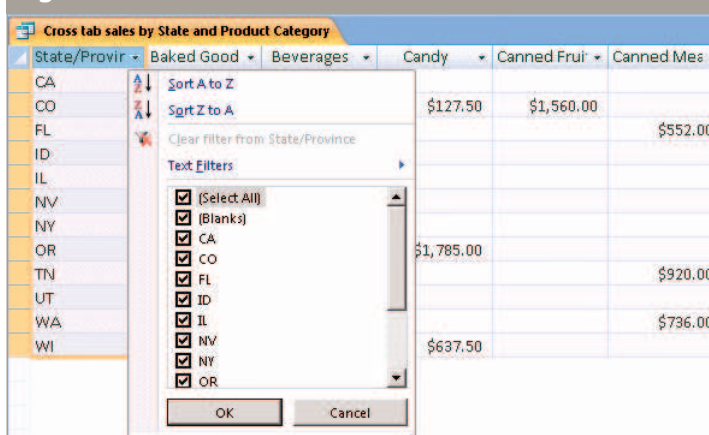 Cross tab sales by State and Product Category
State/Provir Baked Good Beverages Candy Canned Fruit Canned Mea
CA
CO $127.50 $1,560.00
FL $552.00
ID
IL
NV
NY
OR $1,785.00
TN $920.00
UT
WA $736.00
WI $637.50
Sort A to Z
Sort Z to A
Clear filter from State/Province
Text Filters
(Select All)
(Blanks)
CA
CO
FL
ID
IL
NV
NY
OR
OK Cancel